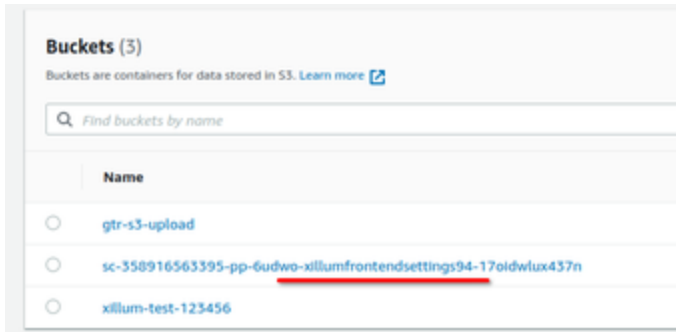 Buckets (3)
Buckets are containers for data stored in S3. Learn more
Find buckets by name
Name
gtr-s3-upload
sc-358916563395-pp-6udwo-xillumfrontendsettings94-17oidwlux437n
xillum-test-123456